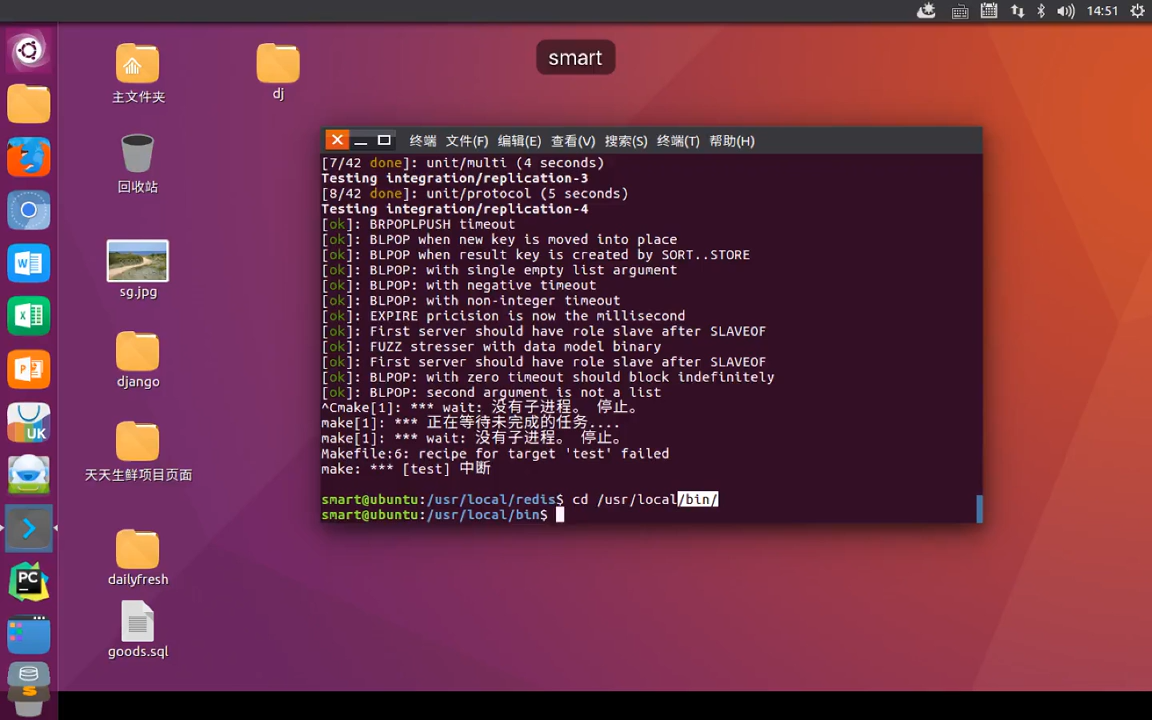 14:51
smart
主文件夹
dj
回收站
sg.jpg
django
天天生鲜项目页面
dailyfresh
goods.sql
UK
PC
终端 文件(F) 编辑(E) 查看(V) 搜索(S) 终端(T) 帮助(H)
[7/42 done]: unit/multi (4 seconds)
Testing integration/replication-3
[8/42 done]: unit/protocol (5 seconds)
Testing integration/replication-4
[ok]: BRPOPLPUSH timeout
[ok]: BLPOP when new key is moved into place
[ok]: BLPOP when result key is created by SORT..STORE
[ok]: BLPOP: with single empty list argument
[ok]: BLPOP: with negative timeout
[ok]: BLPOP: with non-integer timeout
[ok]: EXPIRE pricision is now the millisecond
[ok]: First server should have role slave after SLAVEOF
[ok]: FUZZ stresser with data model binary
[ok]: First server should have role slave after SLAVEOF
[ok]: BLPOP: with zero timeout should block indefinitely
[ok]: BLPOP: second argument is not a list
^Cmake[1]: *** wait: 没有子进程。 停止。
make[1]: *** 正在等待未完成的任务....
make[1]: *** wait: 没有子进程。 停止。
Makefile:6: recipe for target 'test' failed
make: *** [test] 中断
smart@ubuntu:/usr/local/redis$ cd /usr/local/bin/
smart@ubuntu:/usr/local/bin$